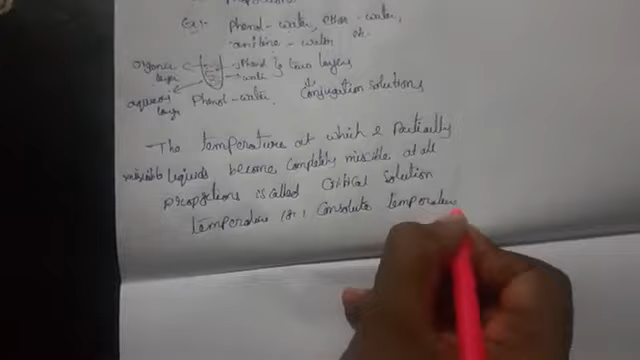 Ex:- Phenol - water, ether - water,
aniline - water etc.
organic layer
Phenol
water
two layers
aqueous layer
Phenol - water.
Conjugation solutions
The temperature at which 2 Partially
miscible liquids become Completely miscible at all
proportions is called Critical Solution
temperature (or) Consolute temperature